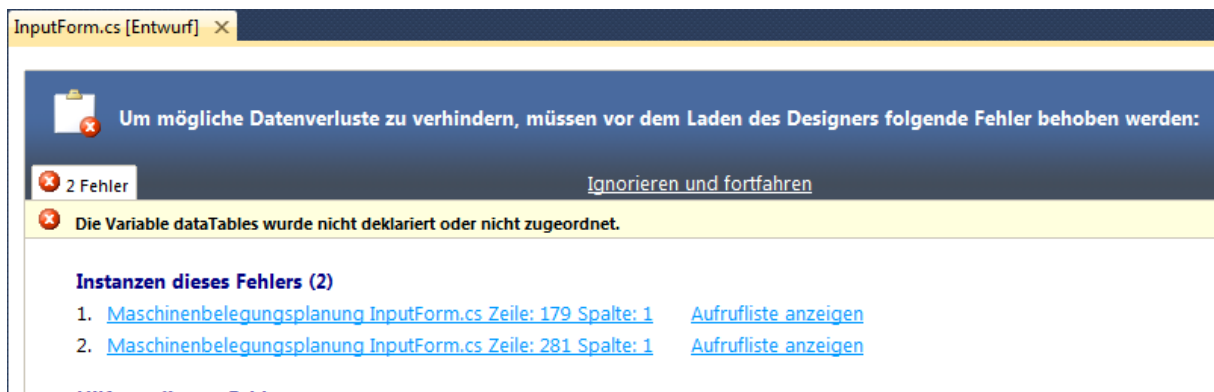 InputForm.cs [Entwurf]
Um mögliche Datenverluste zu verhindern, müssen vor dem Laden des Designers folgende Fehler behoben werden:
2 Fehler Ignorieren und fortfahren
Die Variable dataTables wurde nicht deklariert oder nicht zugeordnet.
Instanzen dieses Fehlers (2)
1. Maschinenbelegungsplanung InputForm.cs Zeile: 179 Spalte: 1 Aufrufliste anzeigen
2. Maschinenbelegungsplanung InputForm.cs Zeile: 281 Spalte: 1 Aufrufliste anzeigen